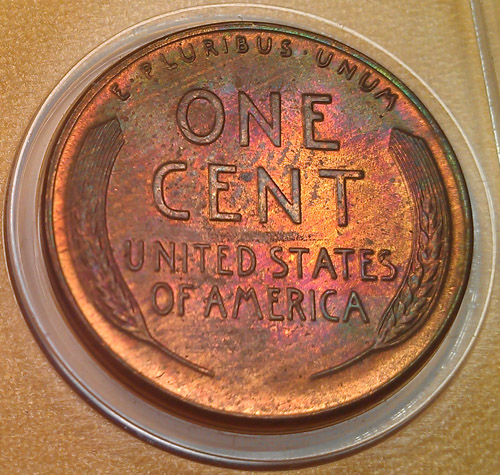 E·PLURIBUS·UNUM
ONE
CENT
UNITED STATES
OF AMERICA